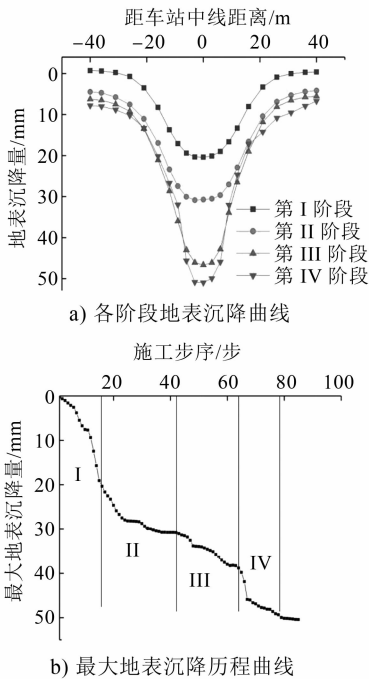 距车站中线距离/m
-40 -20 0 20 40
0
10
20
30
40
50
地表沉降量/mm
第 I 阶段
第 II 阶段
第 III 阶段
第 IV 阶段
a) 各阶段地表沉降曲线
施工步序/步
20 40 60 80 100
0
10
20
30
40
50
最大地表沉降量/mm
I
II
III
IV
b) 最大地表沉降历程曲线